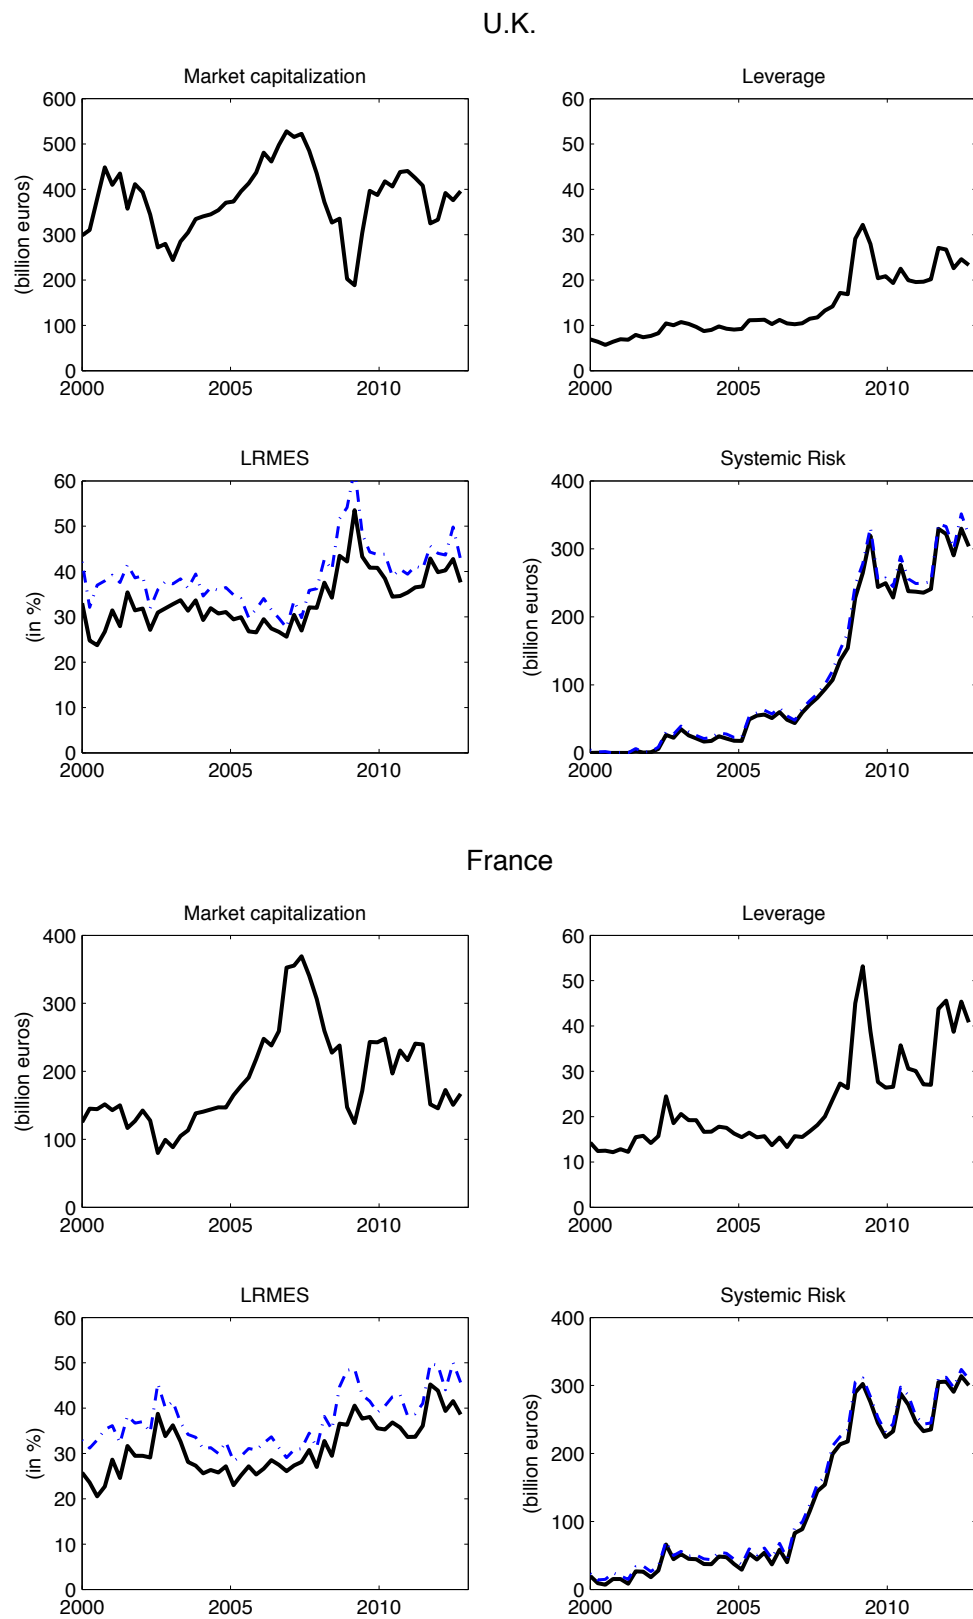 U.K.
Market capitalization
Leverage
600
500
400
300
200
100
0
(billion euros)
2000 2005 2010
60
50
40
30
20
10
0
2000 2005 2010
LRMES
Systemic Risk
60
50
40
30
20
10
0
(in %)
2000 2005 2010
400
300
200
100
0
(billion euros)
2000 2005 2010
France
Market capitalization
Leverage
400
300
200
100
0
(billion euros)
2000 2005 2010
60
50
40
30
20
10
0
2000 2005 2010
LRMES
Systemic Risk
60
50
40
30
20
10
0
(in %)
2000 2005 2010
400
300
200
100
0
(billion euros)
2000 2005 2010